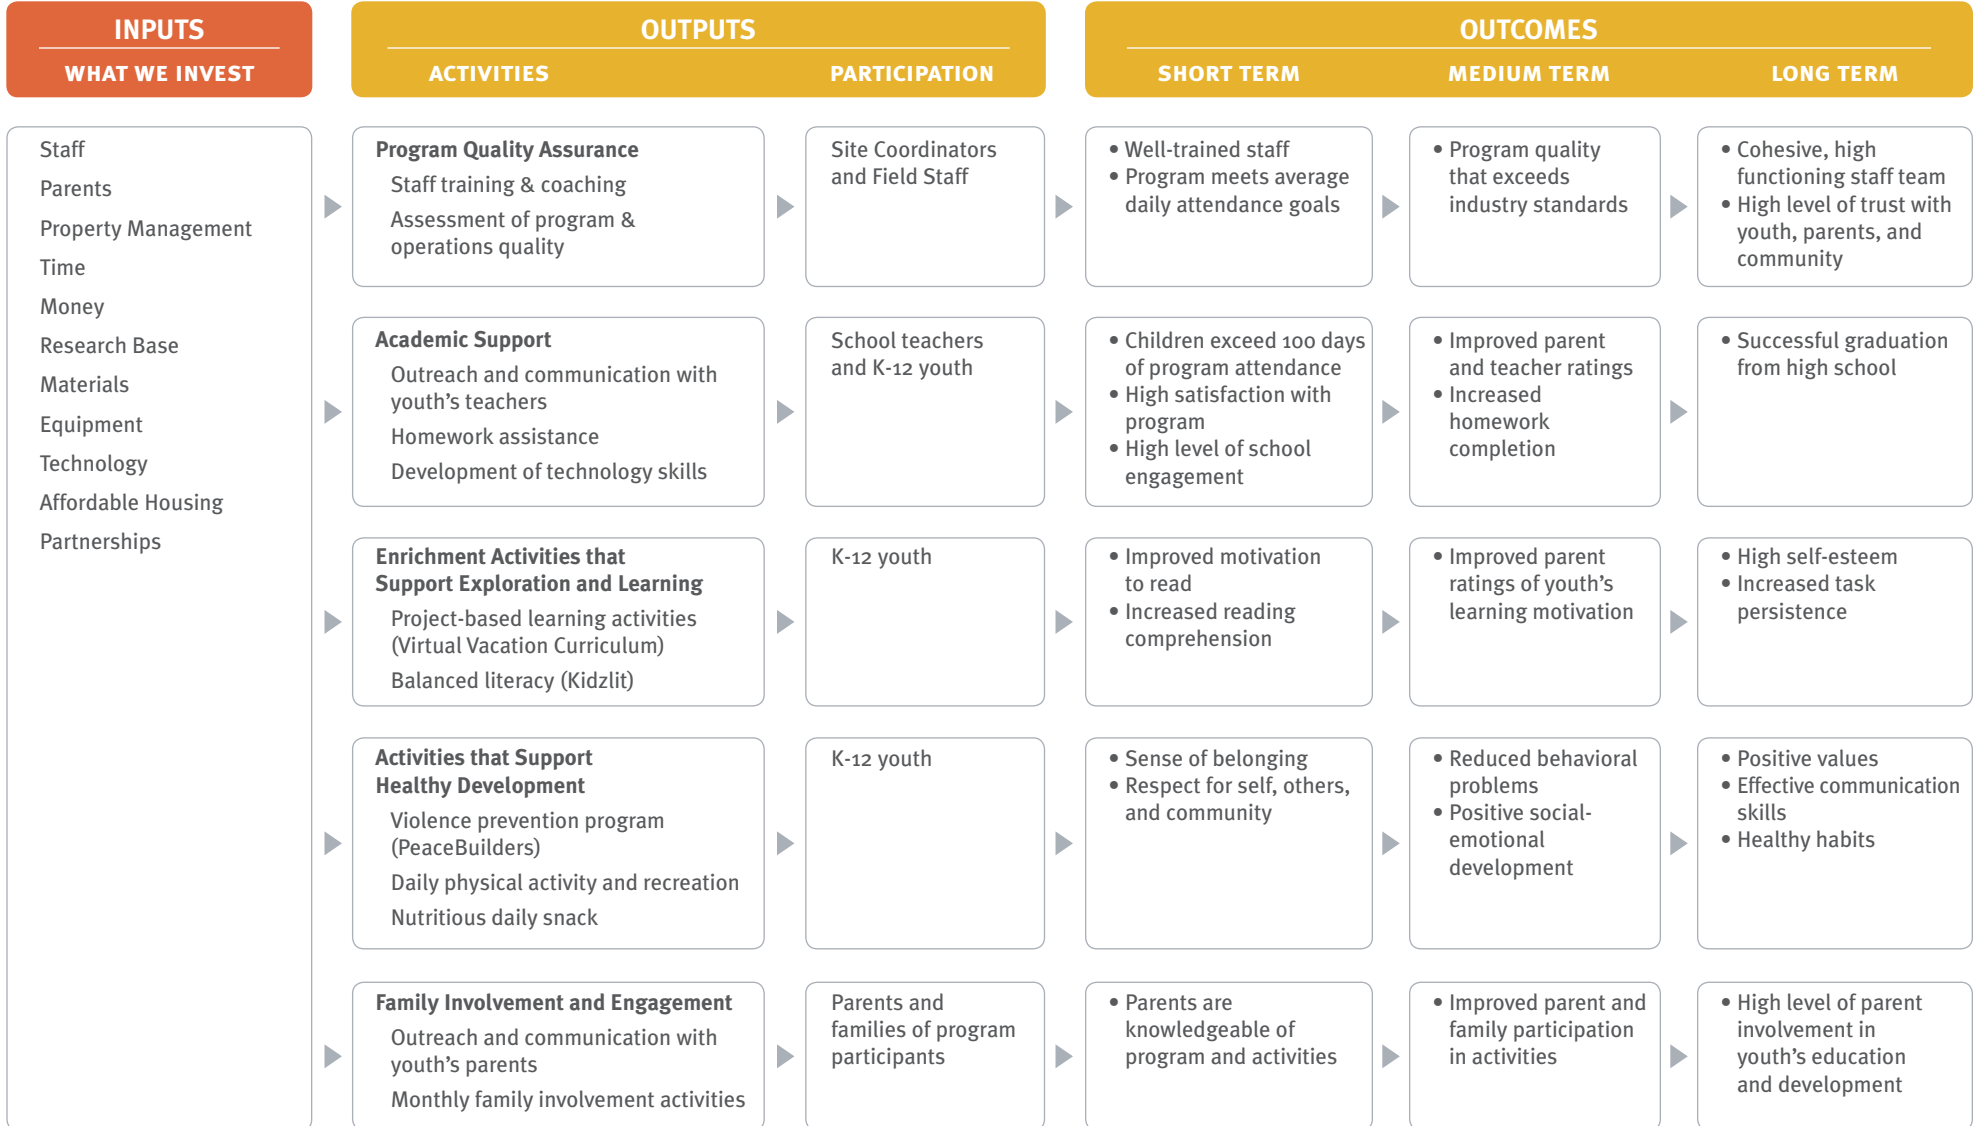 INPUTS
WHAT WE INVEST
OUTPUTS
ACTIVITIES
PARTICIPATION
OUTCOMES
SHORT TERM
MEDIUM TERM
LONG TERM
Staff
Parents
Property Management
Time
Money
Research Base
Materials
Equipment
Technology
Affordable Housing
Partnerships
Program Quality Assurance
Staff training & coaching
Assessment of program &
operations quality
Site Coordinators
and Field Staff
• Well-trained staff
• Program meets average
daily attendance goals
• Program quality
that exceeds
industry standards
• Cohesive, high
functioning staff team
• High level of trust with
youth, parents, and
community
Academic Support
Outreach and communication with
youth’s teachers
Homework assistance
Development of technology skills
School teachers
and K-12 youth
• Children exceed 100 days
of program attendance
• High satisfaction with
program
• High level of school
engagement
• Improved parent
and teacher ratings
• Increased
homework
completion
• Successful graduation
from high school
Enrichment Activities that
Support Exploration and Learning
Project-based learning activities
(Virtual Vacation Curriculum)
Balanced literacy (Kidzlit)
K-12 youth
• Improved motivation
to read
• Increased reading
comprehension
• Improved parent
ratings of youth’s
learning motivation
• High self-esteem
• Increased task
persistence
Activities that Support
Healthy Development
Violence prevention program
(PeaceBuilders)
Daily physical activity and recreation
Nutritious daily snack
K-12 youth
• Sense of belonging
• Respect for self, others,
and community
• Reduced behavioral
problems
• Positive social-
emotional
development
• Positive values
• Effective communication
skills
• Healthy habits
Family Involvement and Engagement
Outreach and communication with
youth’s parents
Monthly family involvement activities
Parents and
families of program
participants
• Parents are
knowledgeable of
program and activities
• Improved parent and
family participation
in activities
• High level of parent
involvement in
youth’s education
and development